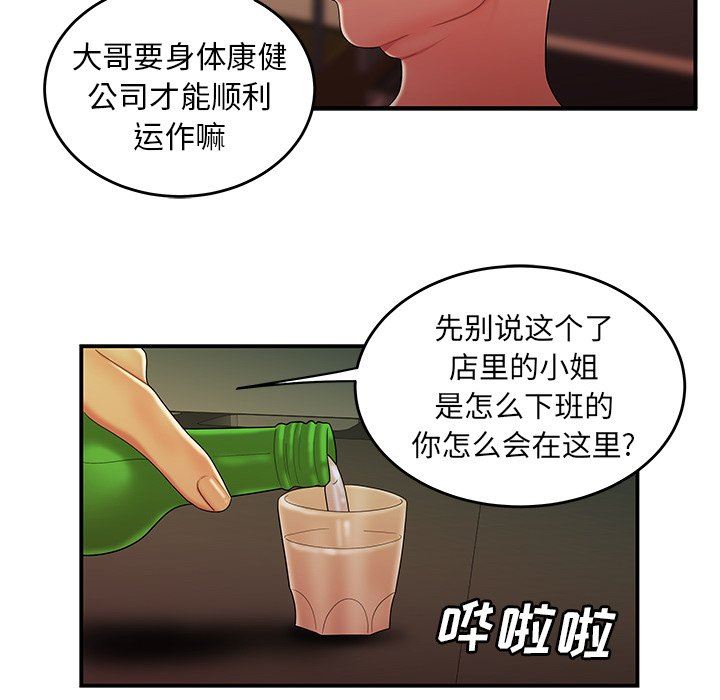 大哥要身体康健
公司才能顺利
运作嘛
先别说这个了
店里的小姐
是怎么下班的
你怎么会在这里?
哗啦啦